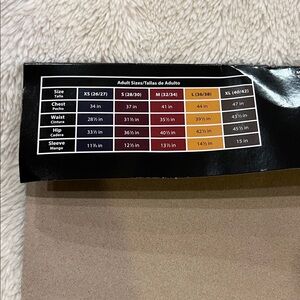 Adult Sizes/Tallas de Adulto
Size XS (26/27) S (28/30) M (32/34) L (36/38) XL (40/42)
Talla
Chest 34 in 37 in 41 in 44 in 47 in
Pecho
Waist 28½ in 31½ in 35½ in 39½ in 43½ in
Cintura
Hip 33½ in 36½ in 40½ in 42½ in 45½ in
Cadera
Sleeve 11½ in 12½ in 13½ in 14½ in 15 in
Manga